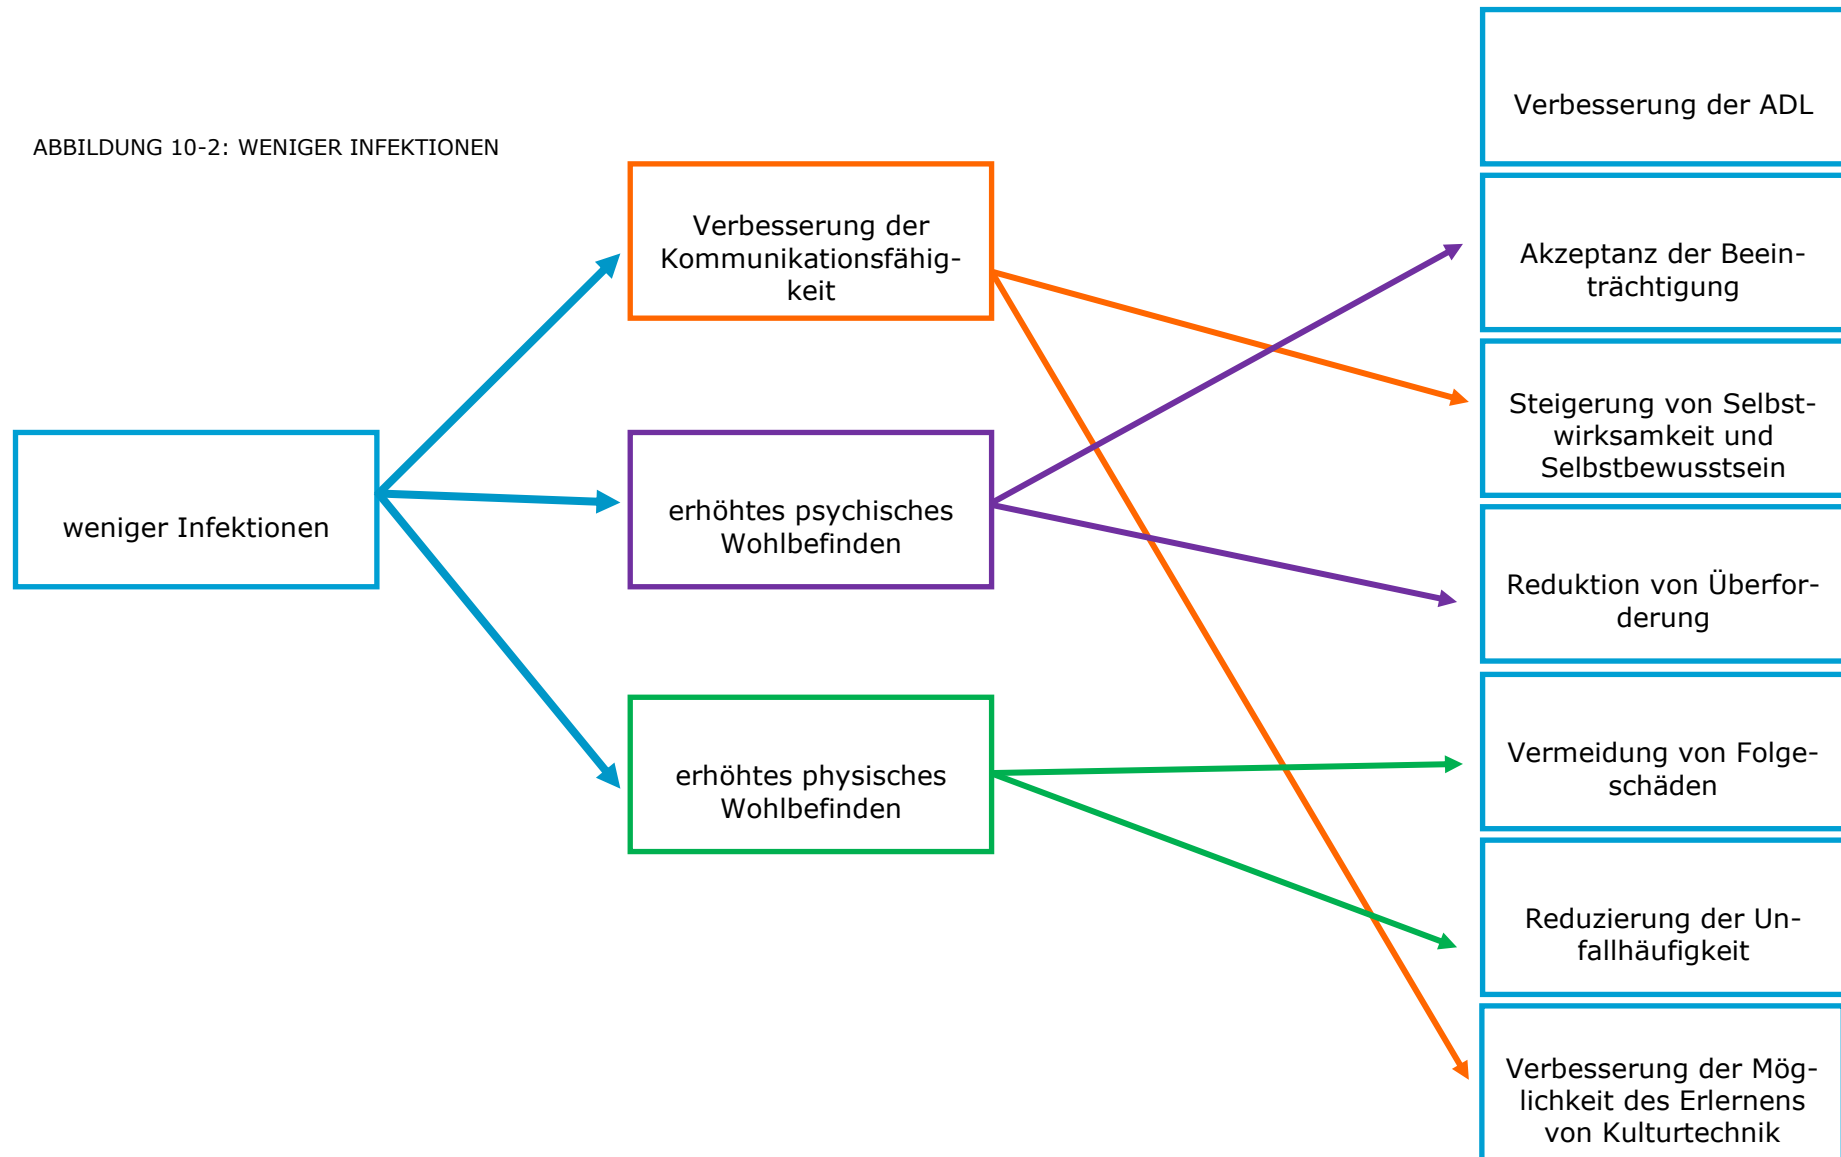 ABBILDUNG 10-2: WENIGER INFEKTIONEN
weniger Infektionen
Verbesserung der
Kommunikationsfähig-
keit
erhöhtes psychisches
Wohlbefinden
erhöhtes physisches
Wohlbefinden
Verbesserung der ADL
Akzeptanz der Beein-
trächtigung
Steigerung von Selbst-
wirksamkeit und
Selbstbewusstsein
Reduktion von Überfor-
derung
Vermeidung von Folge-
schäden
Reduzierung der Un-
fallhäufigkeit
Verbesserung der Mög-
lichkeit des Erlernens
von Kulturtechnik